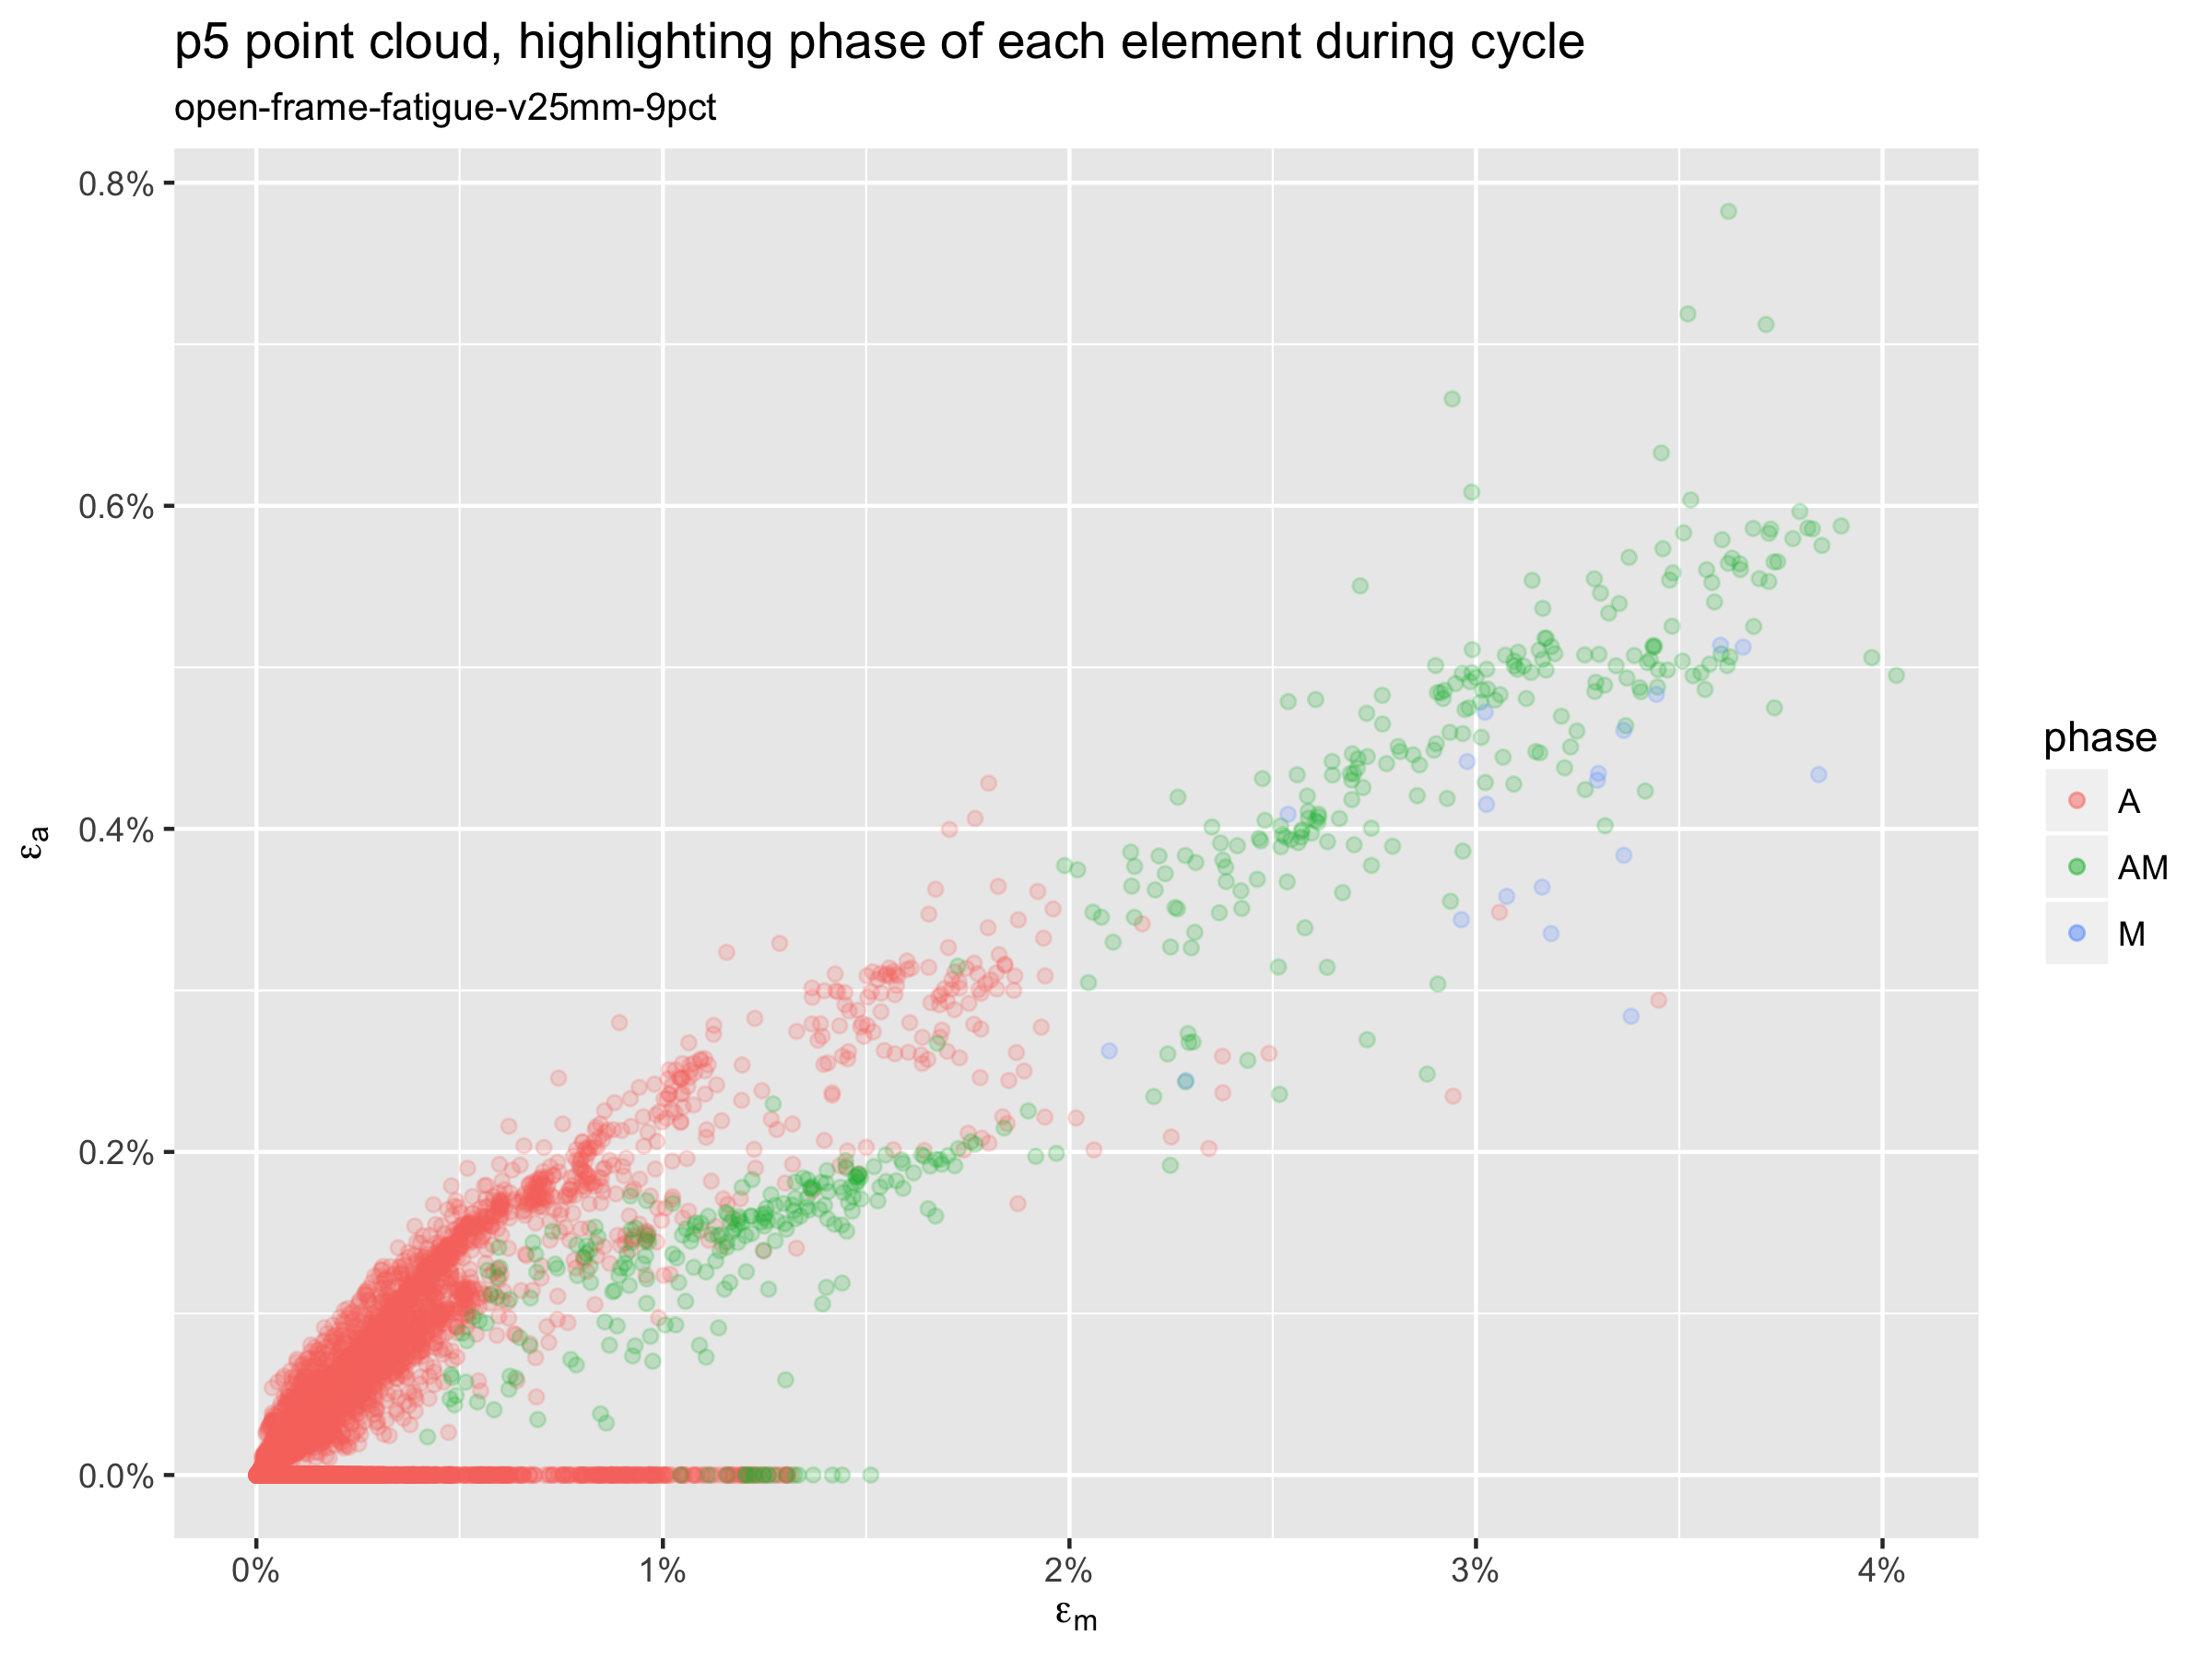 p5 point cloud, highlighting phase of each element during cycle
open-frame-fatigue-v25mm-9pct
0.8%
0.6%
0.4%
0.2%
0.0%
εa
0%
1%
2%
3%
4%
εm
phase
A
AM
M